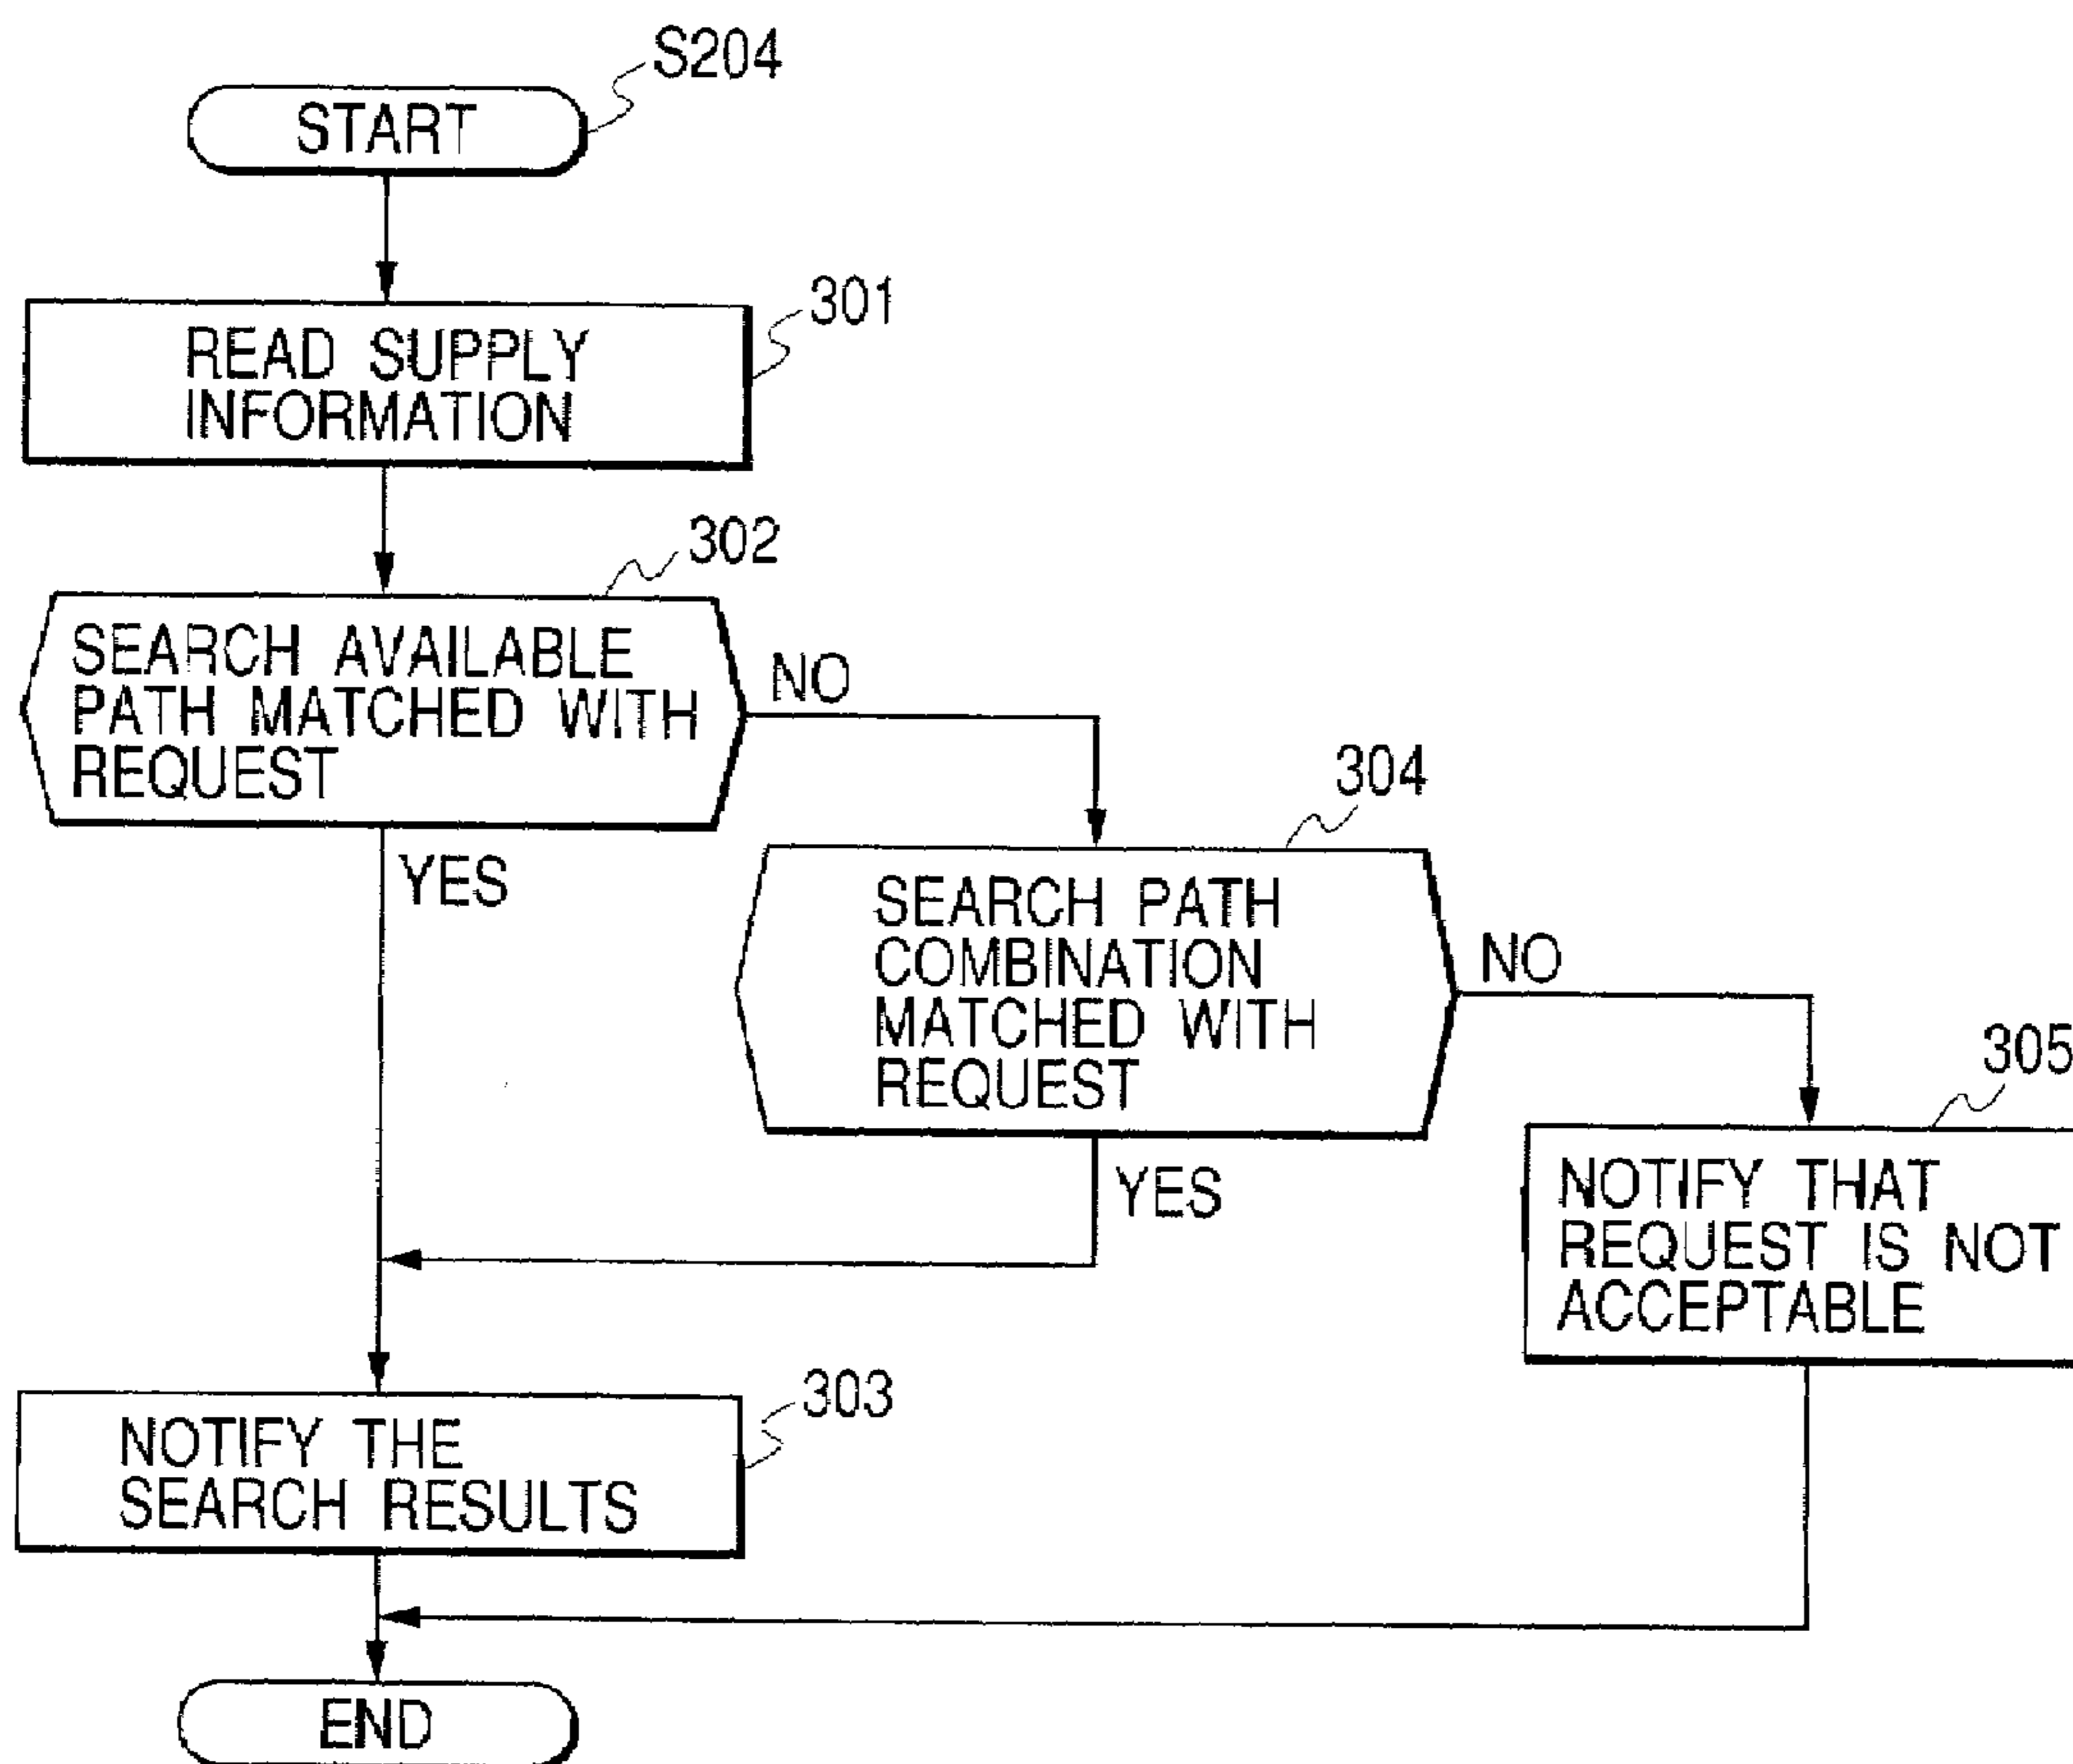 S204
START
301
READ SUPPLY
INFORMATION
302
SEARCH AVAILABLE
PATH MATCHED WITH
REQUEST
NO
YES
304
SEARCH PATH
COMBINATION
MATCHED WITH
REQUEST
NO
YES
305
NOTIFY THAT
REQUEST IS NOT
ACCEPTABLE
303
NOTIFY THE
SEARCH RESULTS
END